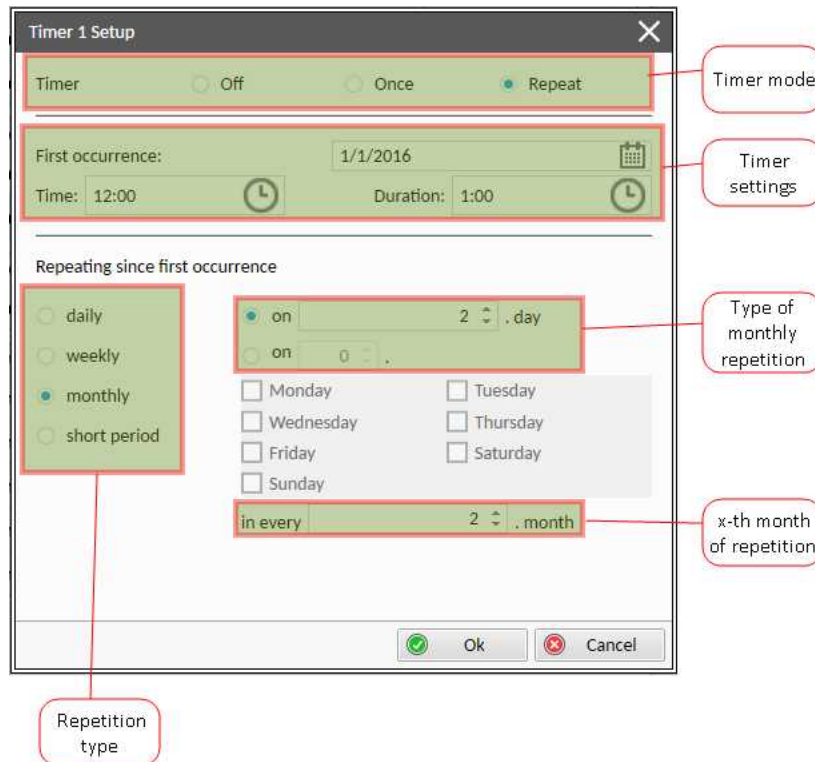 Timer 1 Setup
Timer Off Once Repeat
Timer mode
First occurrence: 1/1/2016
Time: 12:00 Duration: 1:00
Timer
settings
Repeating since first occurrence
daily
weekly
monthly
short period
on 2 . day
on 0 .
Type of
monthly
repetition
Monday Tuesday
Wednesday Thursday
Friday Saturday
Sunday
in every 2 . month
x-th month
of repetition
Ok Cancel
Repetition
type